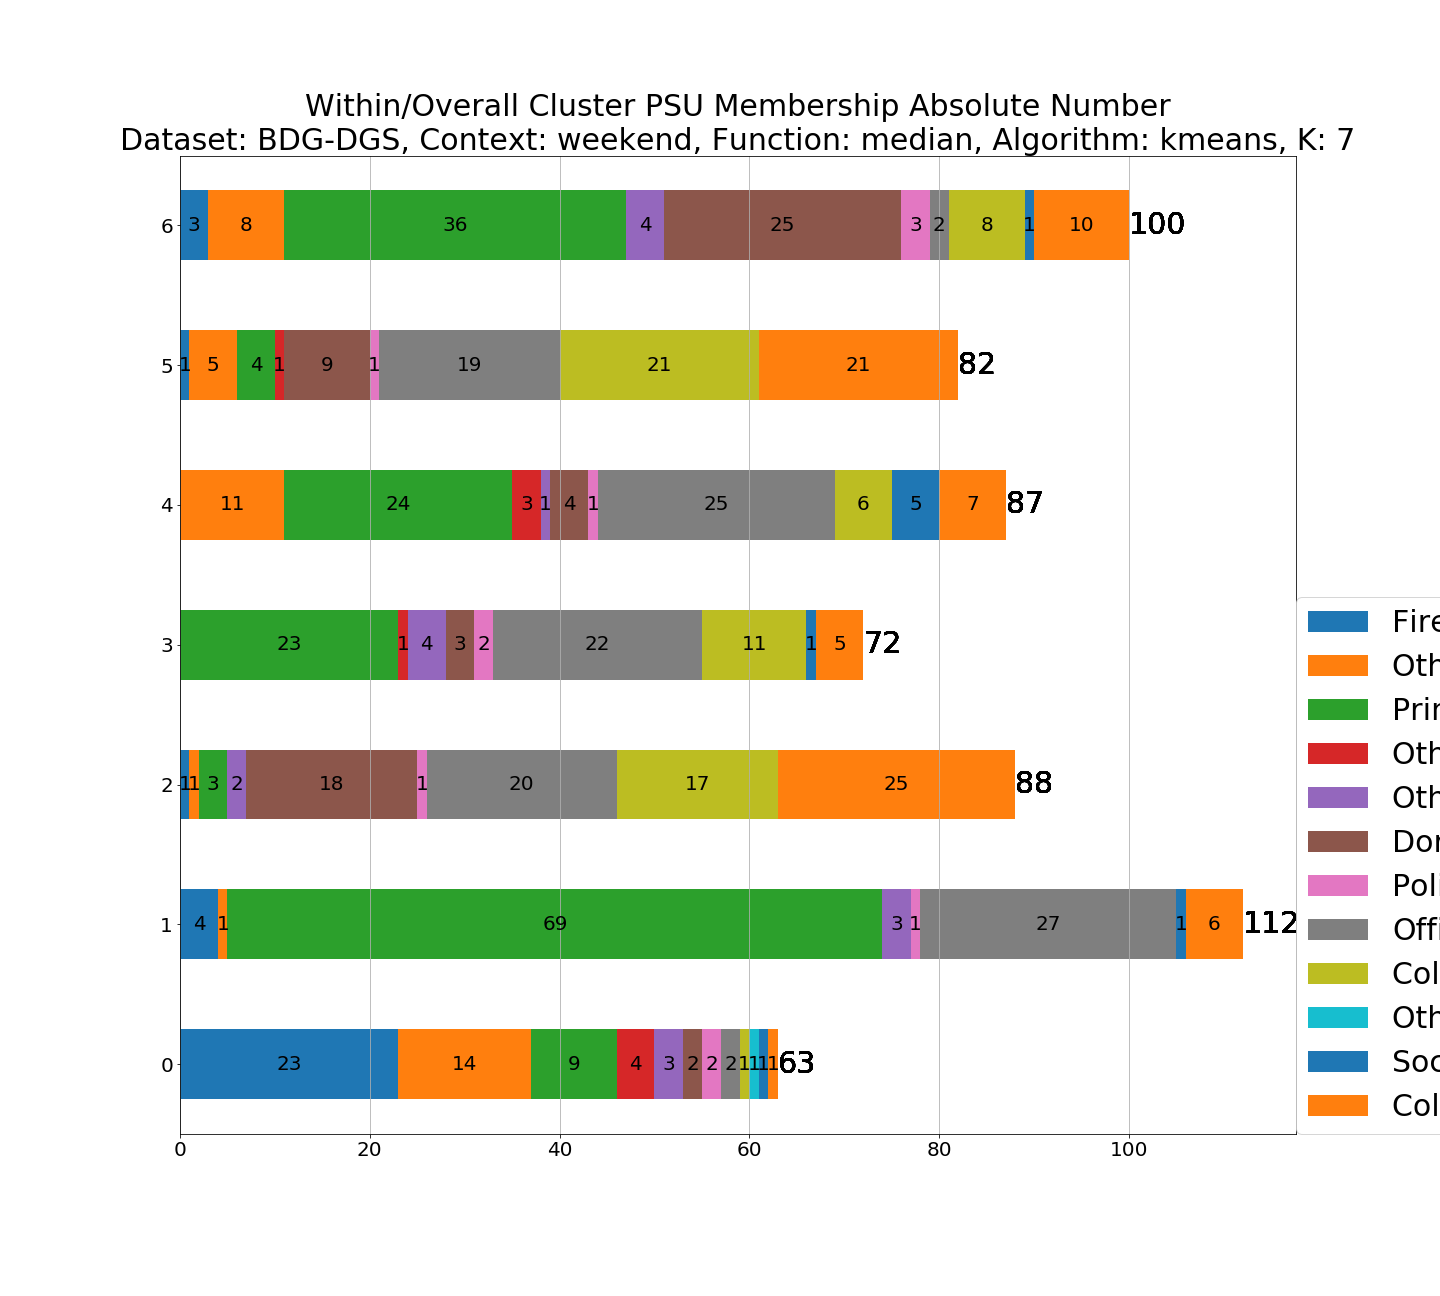 Within/Overall Cluster PSU Membership Absolute Number
Dataset: BDG-DGS, Context: weekend, Function: median, Algorithm: kmeans, K: 7
6 3 8 36 4 25 3 2 8 1 10 100
5 1 5 4 1 9 1 19 21 21 82
4 11 24 3 1 4 1 25 6 5 7 87
3 23 1 4 3 2 22 11 1 5 72
2 1 1 3 2 18 1 20 17 25 88
1 4 1 69 3 1 27 1 6 112
0 23 14 9 4 3 2 2 2 1 1 1 1 63
0 20 40 60 80 100
Fire
Oth
Prim
Oth
Oth
Dor
Poli
Offi
Col
Oth
Soc
Col